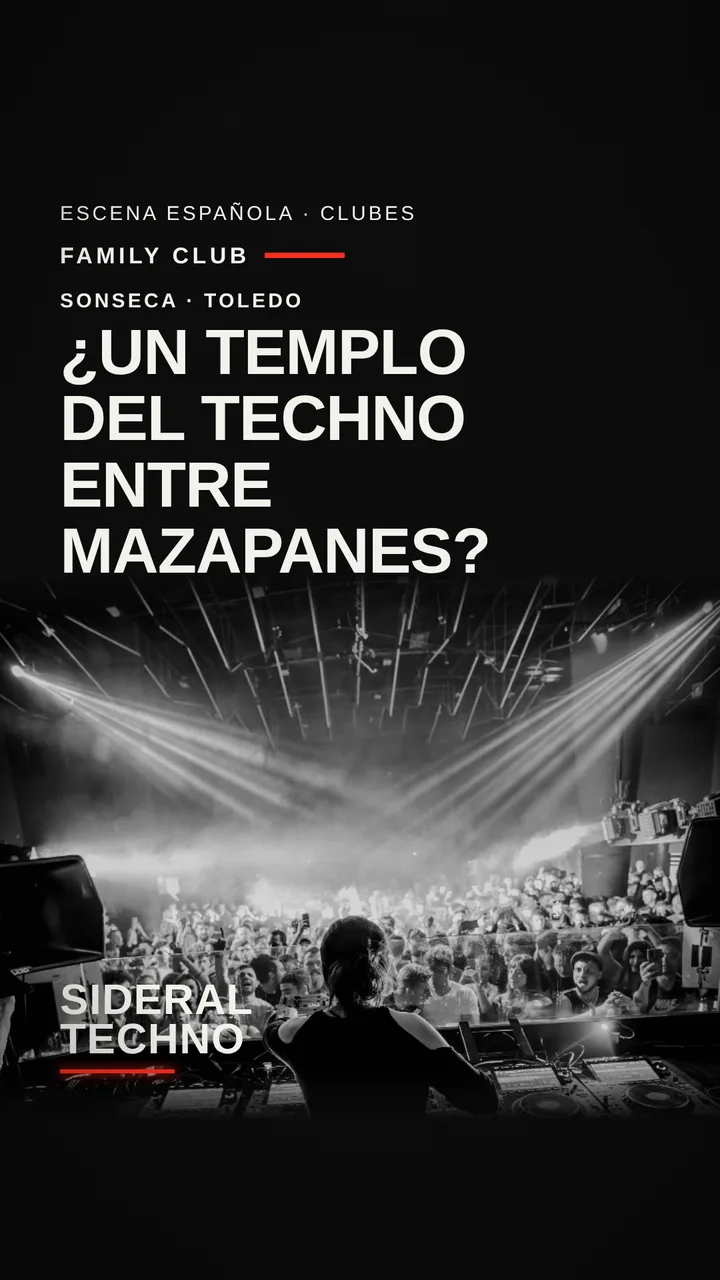 ESCENA ESPAÑOLA · CLUBES
FAMILY CLUB
SONSECA · TOLEDO
¿UN TEMPLO
DEL TECHNO
ENTRE
MAZAPANES?
SIDERAL
TECHNO